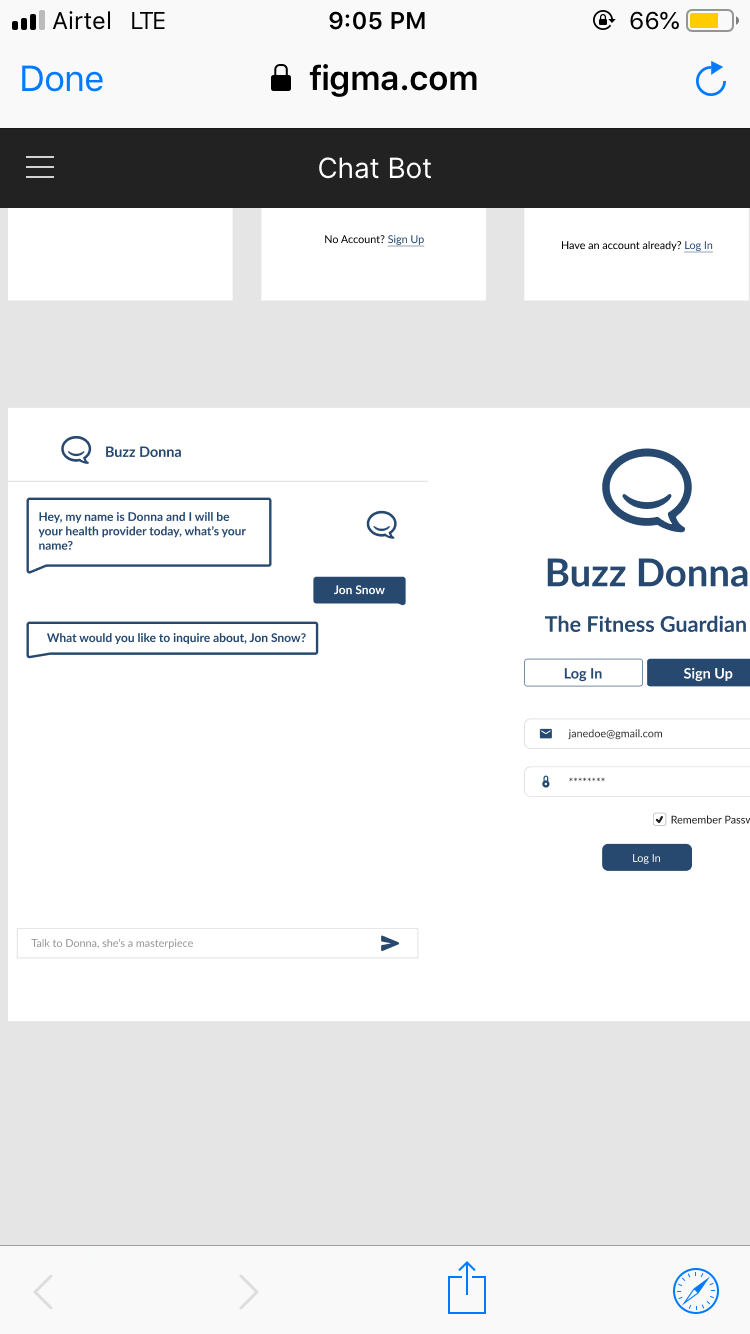 Airtel LTE 9:05 PM 66%
Done figma.com
Chat Bot
No Account? Sign Up
Have an account already? Log In
Buzz Donna
Hey, my name is Donna and I will be
your health provider today, what's your
name?
Jon Snow
What would you like to inquire about, Jon Snow?
Talk to Donna, she's a masterpiece
Buzz Donna
The Fitness Guardian
Log In Sign Up
janedoe@gmail.com
********
Remember Passw
Log In